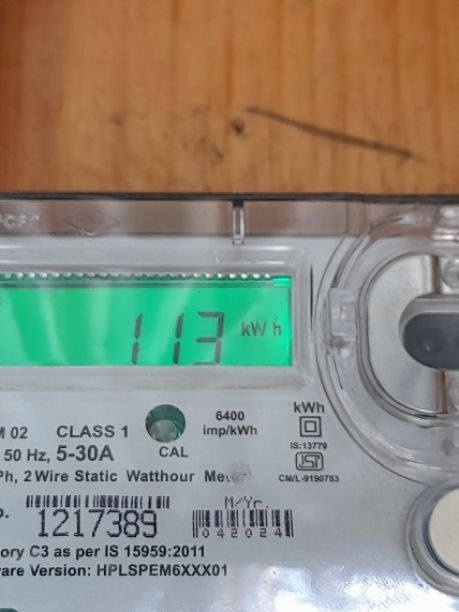 113 kWh
6400
imp/kWh
kWh
M 02 CLASS 1
IS:13779
50 Hz, 5-30A
CAL
CM/L-9190783
Ph, 2 Wire Static Watthour
M/Yr.
1217389
042024
ory C3 as per IS 15959:2011
are Version: HPLSPEM6XXX01